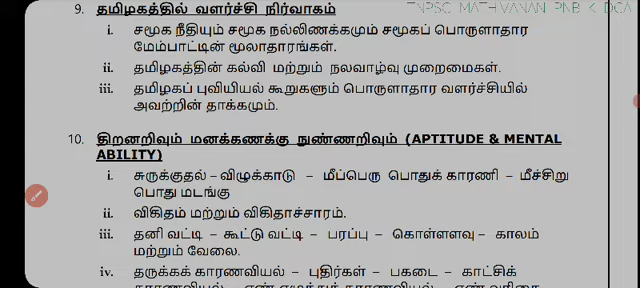 TNPSC MATHIVANAN PNB K DCA
9. தமிழகத்தில் வளர்ச்சி நிர்வாகம்
i. சமூக நீதியும் சமூக நல்லிணக்கமும் சமூகப் பொருளாதார
மேம்பாட்டின் மூலாதாரங்கள்.
ii. தமிழகத்தின் கல்வி மற்றும் நலவாழ்வு முறைமைகள்.
iii. தமிழகப் புவியியல் கூறுகளும் பொருளாதார வளர்ச்சியில்
அவற்றின் தாக்கமும்.
10. திறனறிவும் மனக்கணக்கு நுண்ணறிவும் (APTITUDE & MENTAL
ABILITY)
i. சுருக்குதல் – விழுக்காடு – மீப்பெரு பொதுக் காரணி – மீச்சிறு
பொது மடங்கு
ii. விகிதம் மற்றும் விகிதாச்சாரம்.
iii. தனி வட்டி – கூட்டு வட்டி – பரப்பு – கொள்ளளவு – காலம்
மற்றும் வேலை.
iv. தருக்கக் காரணவியல் – புதிர்கள் – பகடை – காட்சிக்